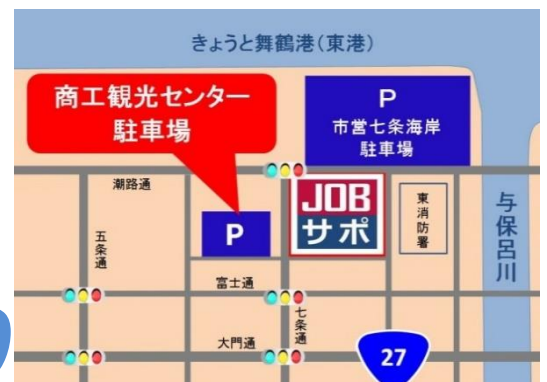 きょうと舞鶴港(東港)
商工観光センター
駐車場
P
市営七条海岸
駐車場
潮路通
JOB
サポ
東消防署
与保呂川
五条通
P
富士通
七条通
大門通
27